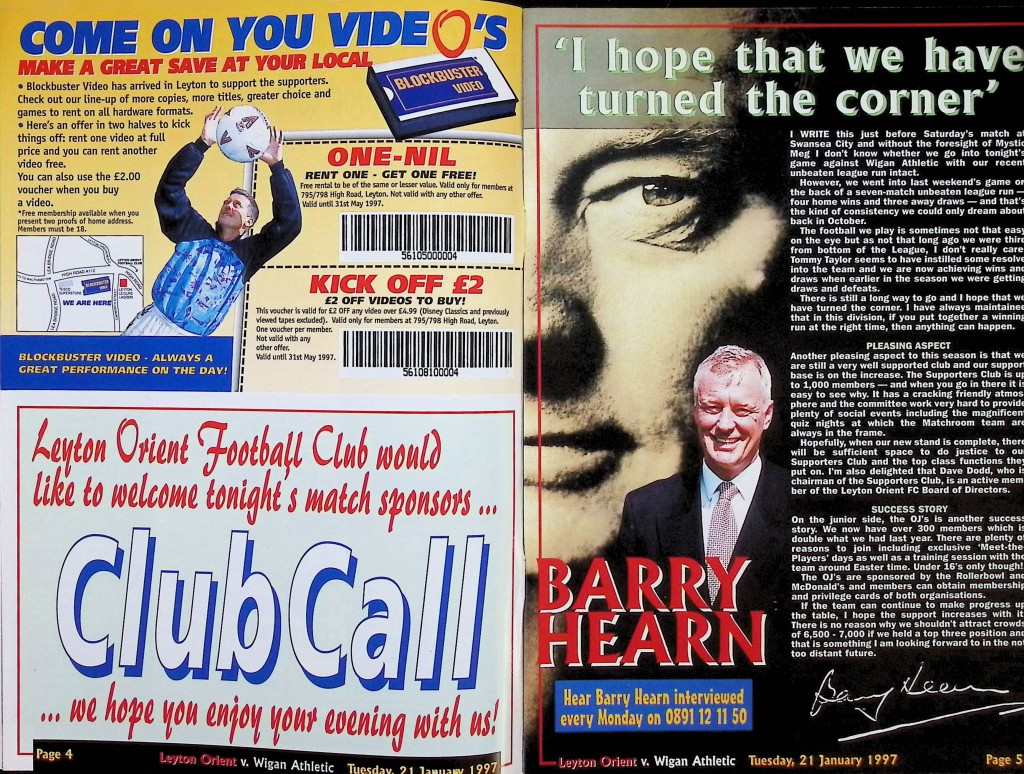 COME ON YOU VIDEO'S
MAKE A GREAT SAVE AT YOUR LOCAL
BLOCKBUSTER
VIDEO
• Blockbuster Video has arrived in Leyton to support the supporters.
Check out our line-up of more copies, more titles, greater choice and
games to rent on all hardware formats.
• Here's an offer in two halves to kick
things off: rent one video at full
price and you can rent another
video free.
You can also use the £2.00
voucher when you buy
a video.
*Free membership available when you
present two proofs of home address.
Members must be 18.
HIGH ROAD A112
LEYTON ORIENT
FOOTBALL CLUB
TESCO
SUPERSTORE
BLOCKBUSTER
VIDEO
LEYTON
LEISURE
LAGOON
WE ARE HERE
ONE-NIL
RENT ONE - GET ONE FREE!
Free rental to be of the same or lesser value. Valid only for members at
795/798 High Road, Leyton. Not valid with any other offer.
Valid until 31st May 1997.
56105000004
KICK OFF £2
£2 OFF VIDEOS TO BUY!
This voucher is valid for £2 OFF any video over £4.99 (Disney Classics and previously
viewed tapes excluded). Valid only for members at 795/798 High Road, Leyton.
One voucher per member.
Not valid with any
other offer.
Valid until 31st May 1997.
56108100004
BLOCKBUSTER VIDEO - ALWAYS A
GREAT PERFORMANCE ON THE DAY!
Leyton Orient Football Club would
like to welcome tonight's match sponsors ...
ClubCall
... we hope you enjoy your evening with us!
Page 4
Leyton Orient v. Wigan Athletic Tuesday, 21 January 1997
'I hope that we have
turned the corner'
I WRITE this just before Saturday's match at
Swansea City and without the foresight of Mystic
Meg I don't know whether we go into tonight's
game against Wigan Athletic with our recent
unbeaten league run intact.
However, we went into last weekend's game on
the back of a seven-match unbeaten league run —
four home wins and three away draws — and that's
the kind of consistency we could only dream about
back in October.
The football we play is sometimes not that easy
on the eye but as not that long ago we were third
from bottom of the League, I don't really care.
Tommy Taylor seems to have instilled some resolve
into the team and we are now achieving wins and
draws when earlier in the season we were getting
draws and defeats.
There is still a long way to go and I hope that we
have turned the corner. I have always maintained
that in this division, if you put together a winning
run at the right time, then anything can happen.
PLEASING ASPECT
Another pleasing aspect to this season is that we
are still a very well supported club and our support
base is on the increase. The Supporters Club is up
to 1,000 members — and when you go in there it is
easy to see why. It has a cracking friendly atmos-
phere and the committee work very hard to provide
plenty of social events including the magnificent
quiz nights at which the Matchroom team are
always in the frame.
Hopefully, when our new stand is complete, there
will be sufficient space to do justice to our
Supporters Club and the top class functions they
put on. I'm also delighted that Dave Dodd, who is
chairman of the Supporters Club, is an active mem-
ber of the Leyton Orient FC Board of Directors.
SUCCESS STORY
On the junior side, the OJ's is another success
story. We now have over 300 members which is
double what we had last year. There are plenty of
reasons to join including exclusive 'Meet-the-
Players' days as well as a training session with the
team around Easter time. Under 16's only though!
The OJ's are sponsored by the Rollerbowl and
McDonald's and members can obtain membership
and privilege cards of both organisations.
If the team can continue to make progress up
the table, I hope the support increases with it.
There is no reason why we shouldn't attract crowds
of 6,500 - 7,000 if we held a top three position and
that is something I am looking forward to in the not
too distant future.
Barry Hearn
BARRY
HEARN
Hear Barry Hearn interviewed
every Monday on 0891 12 11 50
Leyton Orient v. Wigan Athletic Tuesday, 21 January 1997
Page 5